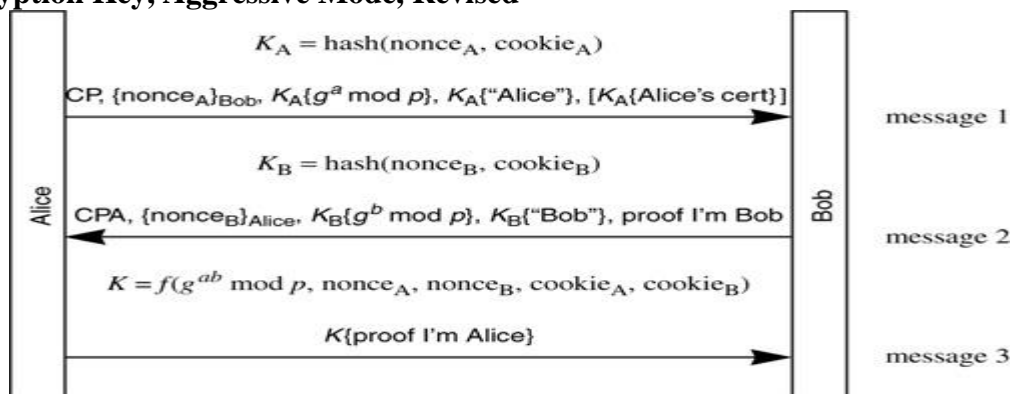 yption Key, Aggressive Mode, Revised
K_A = hash(nonce_A, cookie_A)
CP, {nonce_A}_Bob, K_A{g^a mod p}, K_A{“Alice”}, [K_A{Alice’s cert}]
message 1
K_B = hash(nonce_B, cookie_B)
Alice
CPA, {nonce_B}_Alice, K_B{g^b mod p}, K_B{“Bob”}, proof I’m Bob
Bob
message 2
K = f(g^ab mod p, nonce_A, nonce_B, cookie_A, cookie_B)
K{proof I’m Alice}
message 3